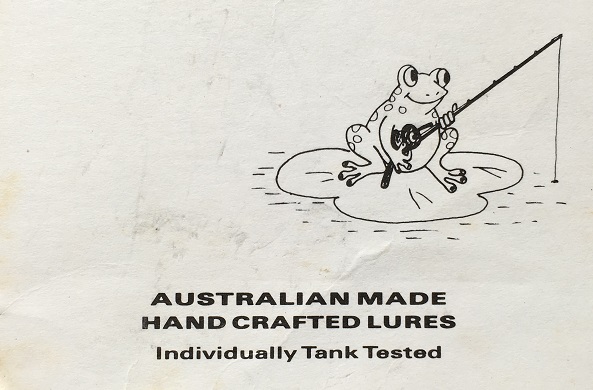 AUSTRALIAN MADE
HAND CRAFTED LURES
Individually Tank Tested